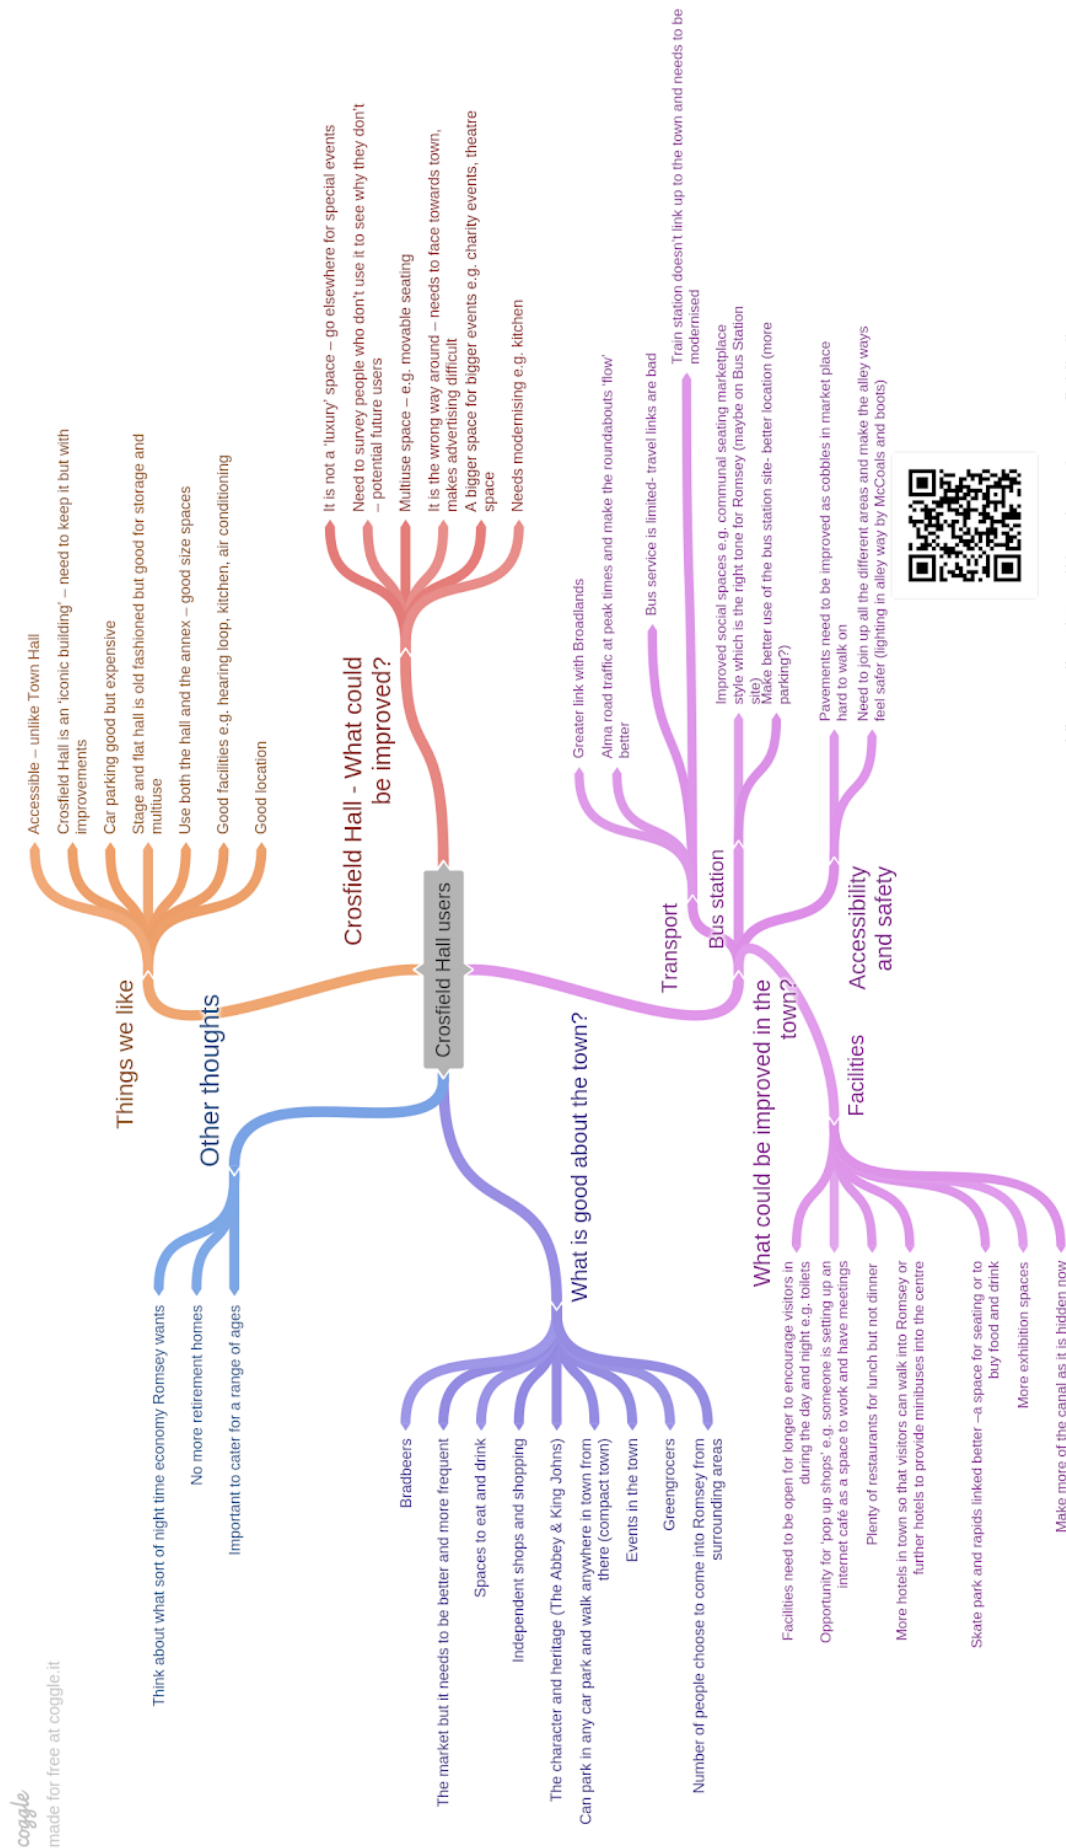 coggle
made for free at coggle.it
Crosfield Hall users
Things we like
Accessible – unlike Town Hall
Crosfield Hall is an 'iconic building' – need to keep it but with
improvements
Car parking good but expensive
Stage and flat hall is old fashioned but good for storage and
multiuse
Use both the hall and the annex – good size spaces
Good facilities e.g. hearing loop, kitchen, air conditioning
Good location
Other thoughts
Think about what sort of night time economy Romsey wants
No more retirement homes
Important to cater for a range of ages
Crosfield Hall - What could
be improved?
It is not a 'luxury' space – go elsewhere for special events
Need to survey people who don't use it to see why they don't
– potential future users
Multiuse space – e.g. movable seating
It is the wrong way around – needs to face towards town,
makes advertising difficult
A bigger space for bigger events e.g. charity events, theatre
space
Needs modernising e.g. kitchen
What is good about the town?
Bradbeers
The market but it needs to be better and more frequent
Spaces to eat and drink
Independent shops and shopping
The character and heritage (The Abbey & King Johns)
Can park in any car park and walk anywhere in town from
there (compact town)
Events in the town
Greengrocers
Number of people choose to come into Romsey from
surrounding areas
What could be improved in the
town?
Transport
Greater link with Broadlands
Alma road traffic at peak times and make the roundabouts 'flow'
better
Bus service is limited- travel links are bad
Train station doesn't link up to the town and needs to be
modernised
Bus station
Improved social spaces e.g. communal seating marketplace
style which is the right tone for Romsey (maybe on Bus Station
site)
Make better use of the bus station site- better location (more
parking?)
Accessibility
and safety
Pavements need to be improved as cobbles in market place
hard to walk on
Need to join up all the different areas and make the alley ways
feel safer (lighting in alley way by McCoals and boots)
Facilities
Facilities need to be open for longer to encourage visitors in
during the day and night e.g. toilets
Opportunity for 'pop up shops' e.g. someone is setting up an
internet café as a space to work and have meetings
Plenty of restaurants for lunch but not dinner
More hotels in town so that visitors can walk into Romsey or
further hotels to provide minibuses into the centre
Skate park and rapids linked better –a space for seating or to
buy food and drink
More exhibition spaces
Make more of the canal as it is hidden now